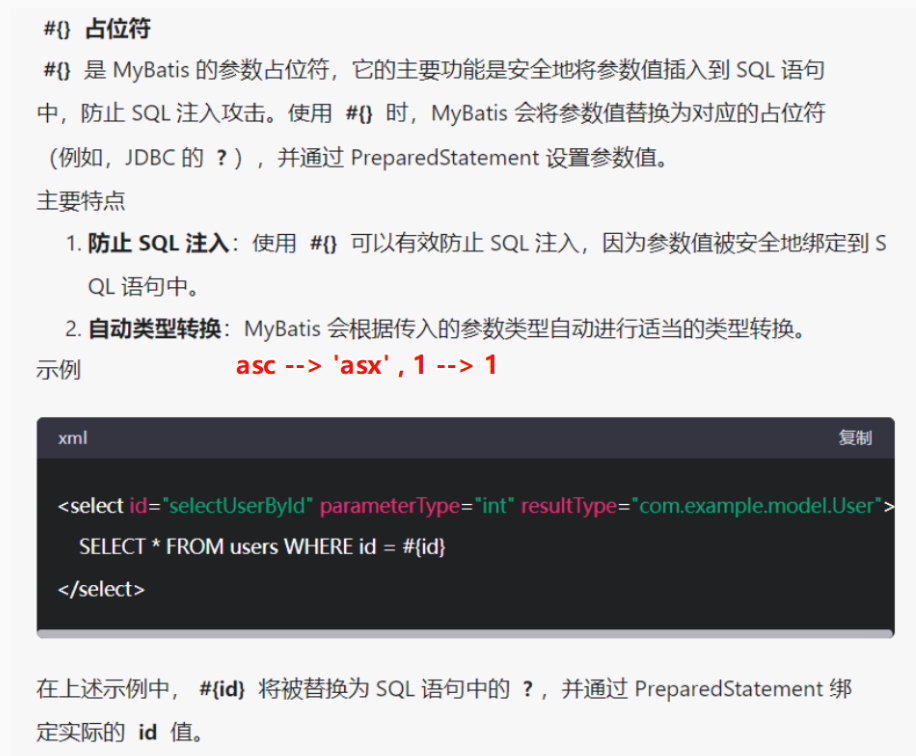 #{} 占位符
#{} 是 MyBatis 的参数占位符，它的主要功能是安全地将参数值插入到 SQL 语句
中，防止 SQL 注入攻击。使用 #{} 时，MyBatis 会将参数值替换为对应的占位符
（例如，JDBC 的 ? ），并通过 PreparedStatement 设置参数值。
主要特点
1. 防止 SQL 注入：使用 #{} 可以有效防止 SQL 注入，因为参数值被安全地绑定到 S
QL 语句中。
2. 自动类型转换：MyBatis 会根据传入的参数类型自动进行适当的类型转换。
示例
asc --> 'asx' , 1 --> 1
xml 复制
<select id="selectUserById" parameterType="int" resultType="com.example.model.User">
SELECT * FROM users WHERE id = #{id}
</select>
在上述示例中， #{id} 将被替换为 SQL 语句中的 ? ，并通过 PreparedStatement 绑
定实际的 id 值。